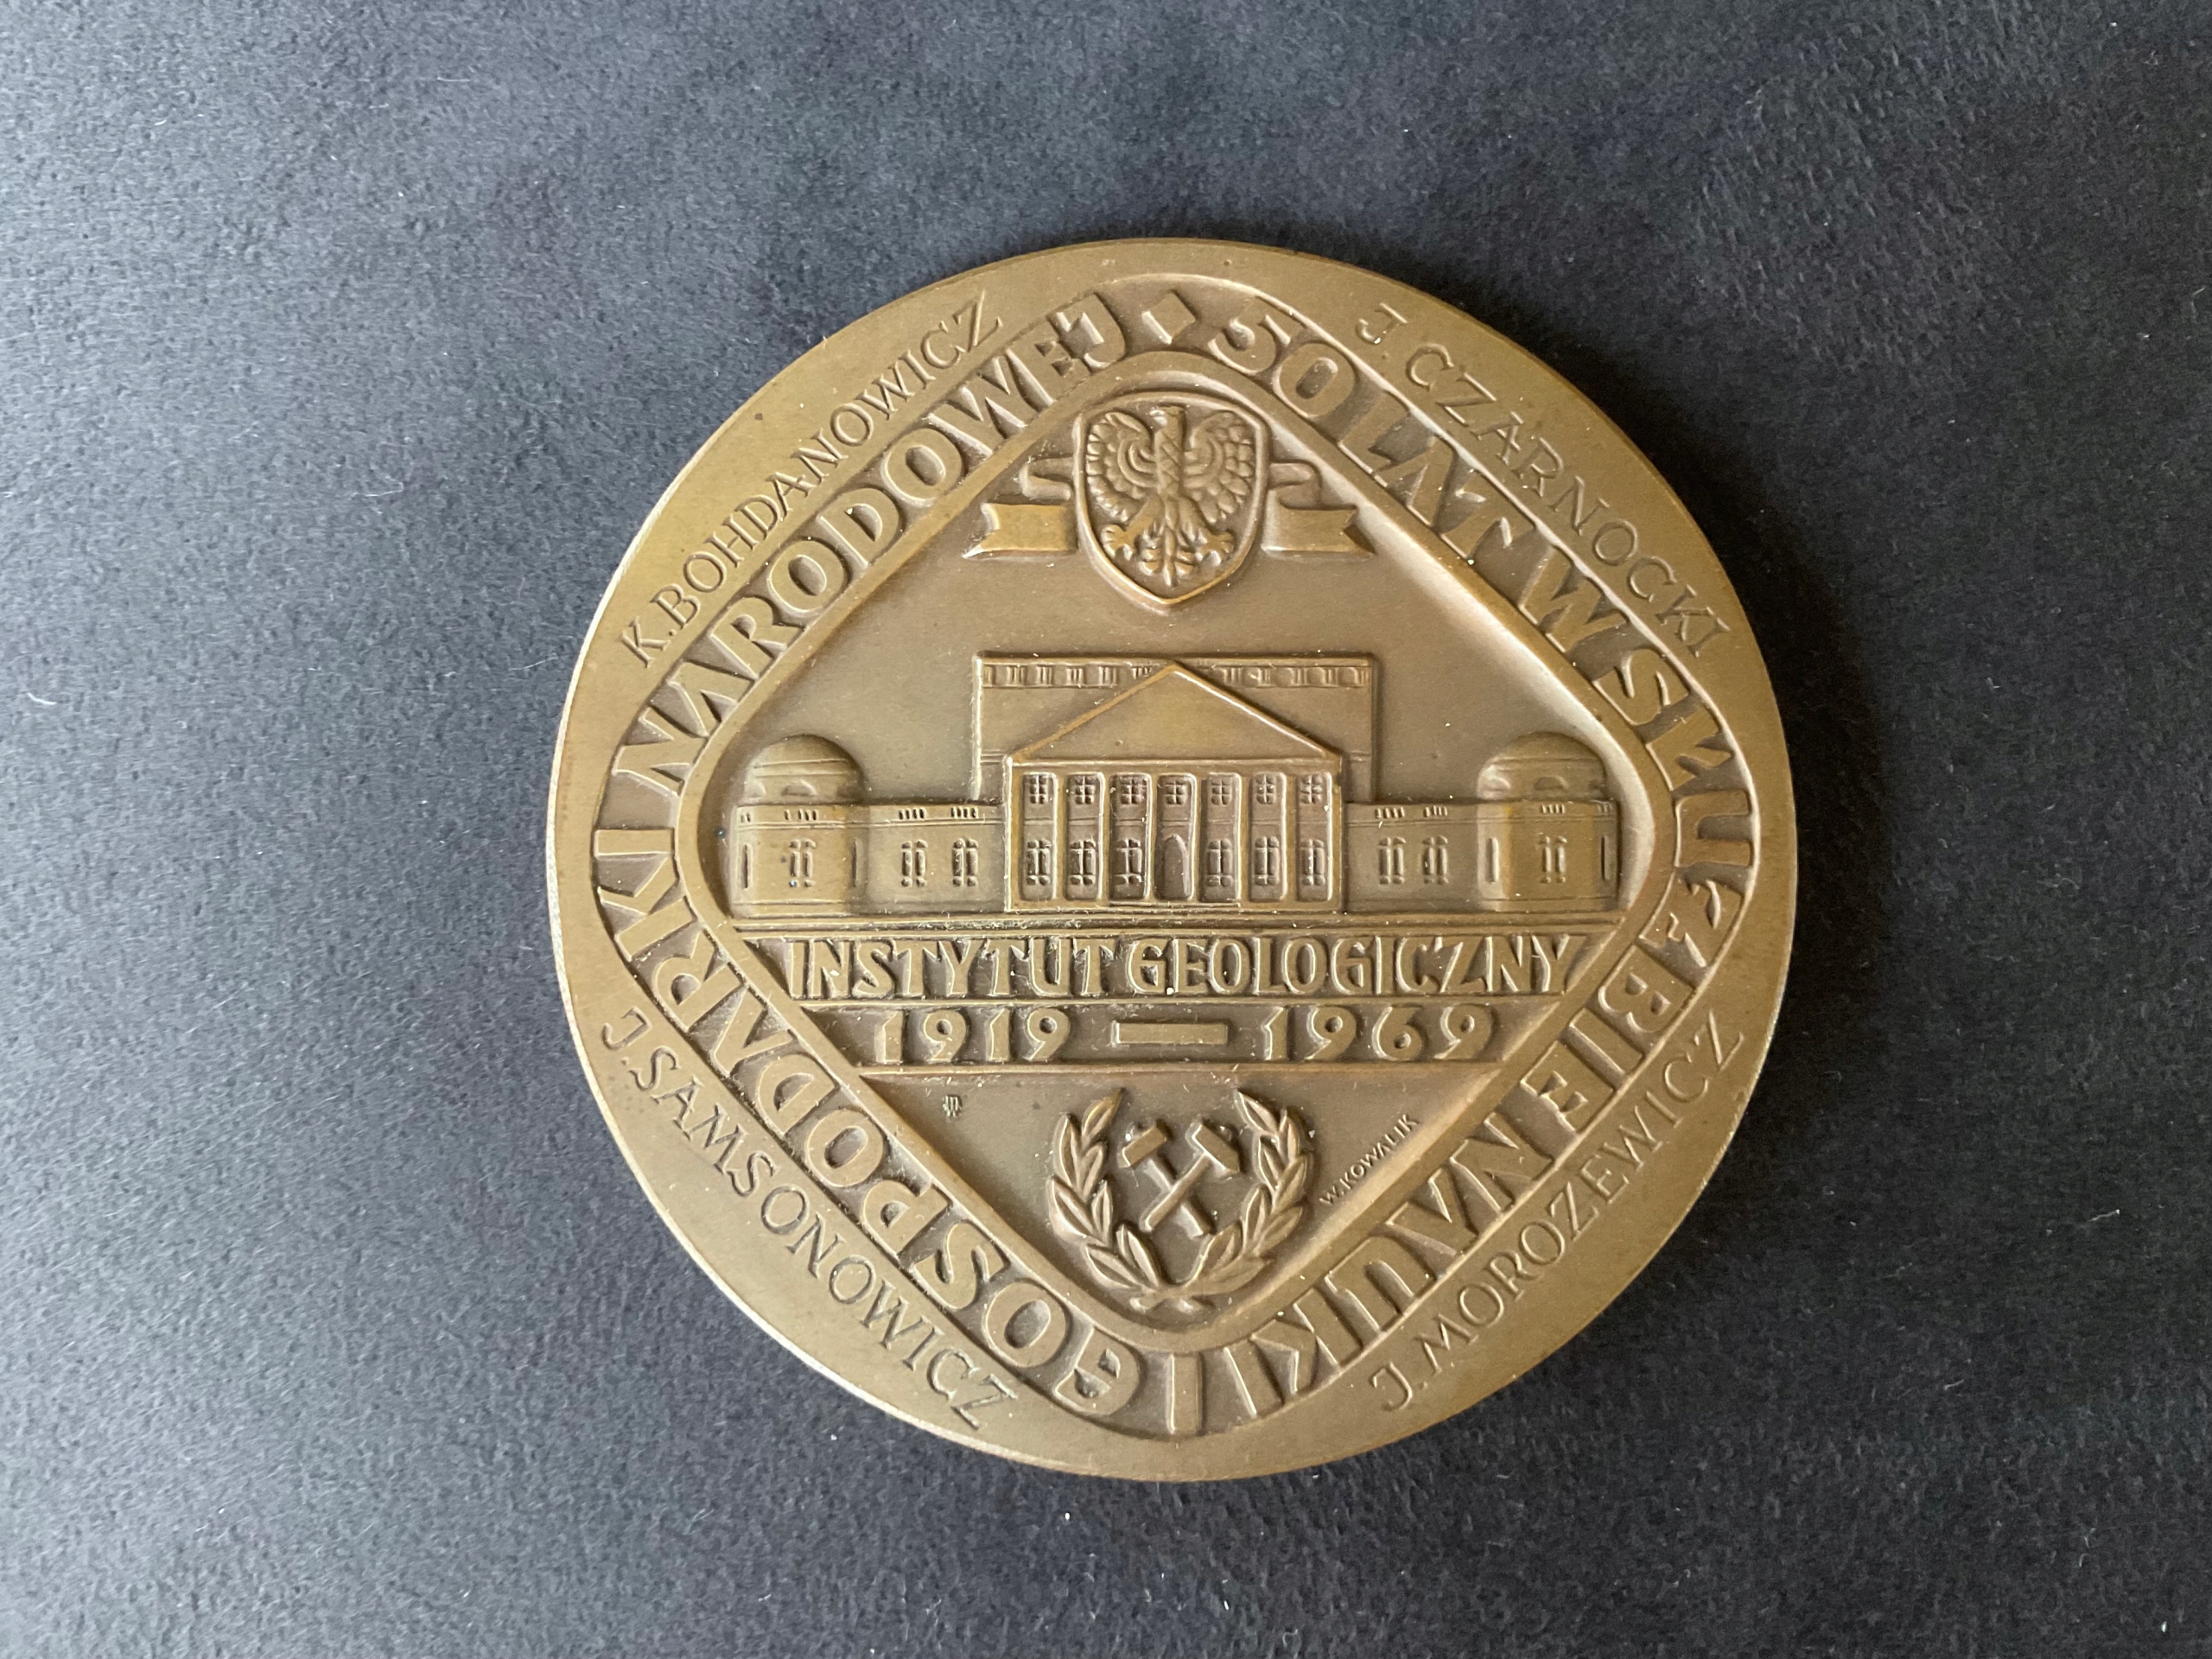 50 LAT W SŁUŻBIE NAUKI I GOSPODARKI NARODOWEJ
J. CZARNOCKI
J. MOROZEWICZ
J. SAMSONOWICZ
K. BOHDANOWICZ
INSTYTUT GEOLOGICZNY
1919 — 1969
W. KOWALIK